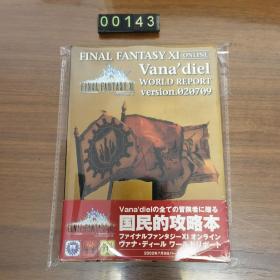 00143
FINAL FANTASY XI ONLINE
Vana'diel
WORLD REPORT
version.020709
FINAL FANTASY XI
Vana'dielの全ての冒険者に贈る
国民的攻略本
ファイナルファンタジーXI オンライン
ヴァナ・ディール ワールドリポート